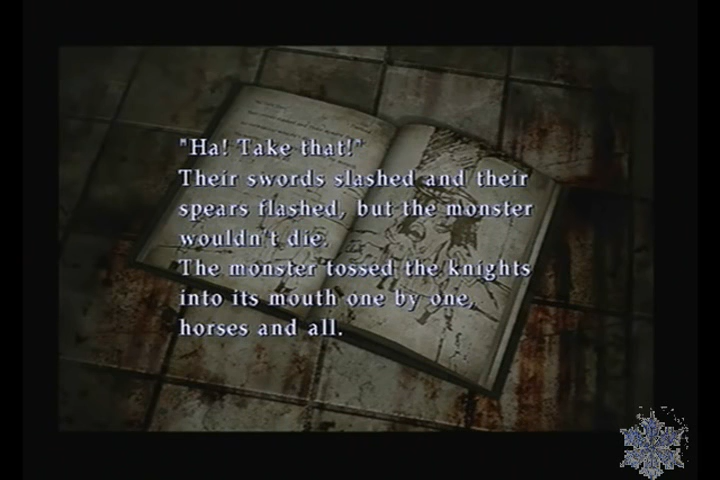 "Ha! Take that!"
Their swords slashed and their
spears flashed, but the monster
wouldn't die.
The monster tossed the knights
into its mouth one by one,
horses and all.